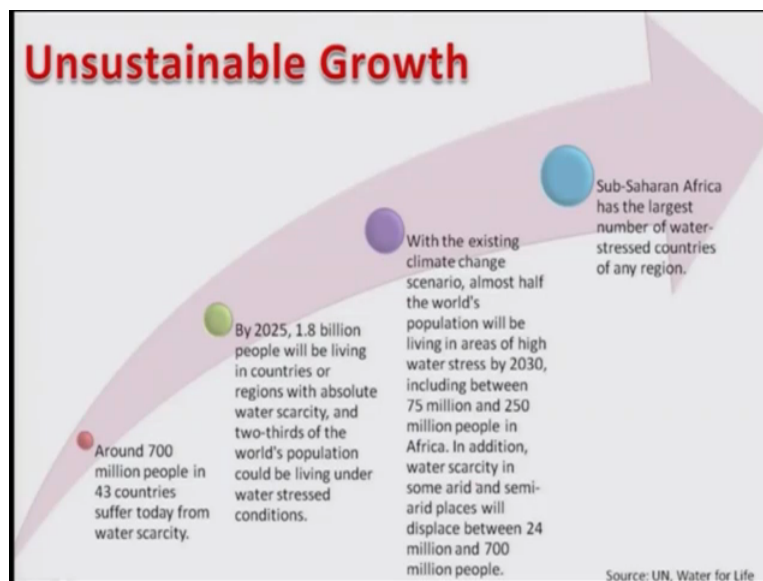 Unsustainable Growth
Around 700
million people in
43 countries
suffer today from
water scarcity.
By 2025, 1.8 billion
people will be living
in countries or
regions with absolute
water scarcity, and
two-thirds of the
world's population
could be living under
water stressed
conditions.
With the existing
climate change
scenario, almost half
the world's
population will be
living in areas of high
water stress by 2030,
including between
75 million and 250
million people in
Africa. In addition,
water scarcity in
some arid and semi-
arid places will
displace between 24
million and 700
million people.
Sub-Saharan Africa
has the largest
number of water-
stressed countries
of any region.
Source: UN, Water for Life